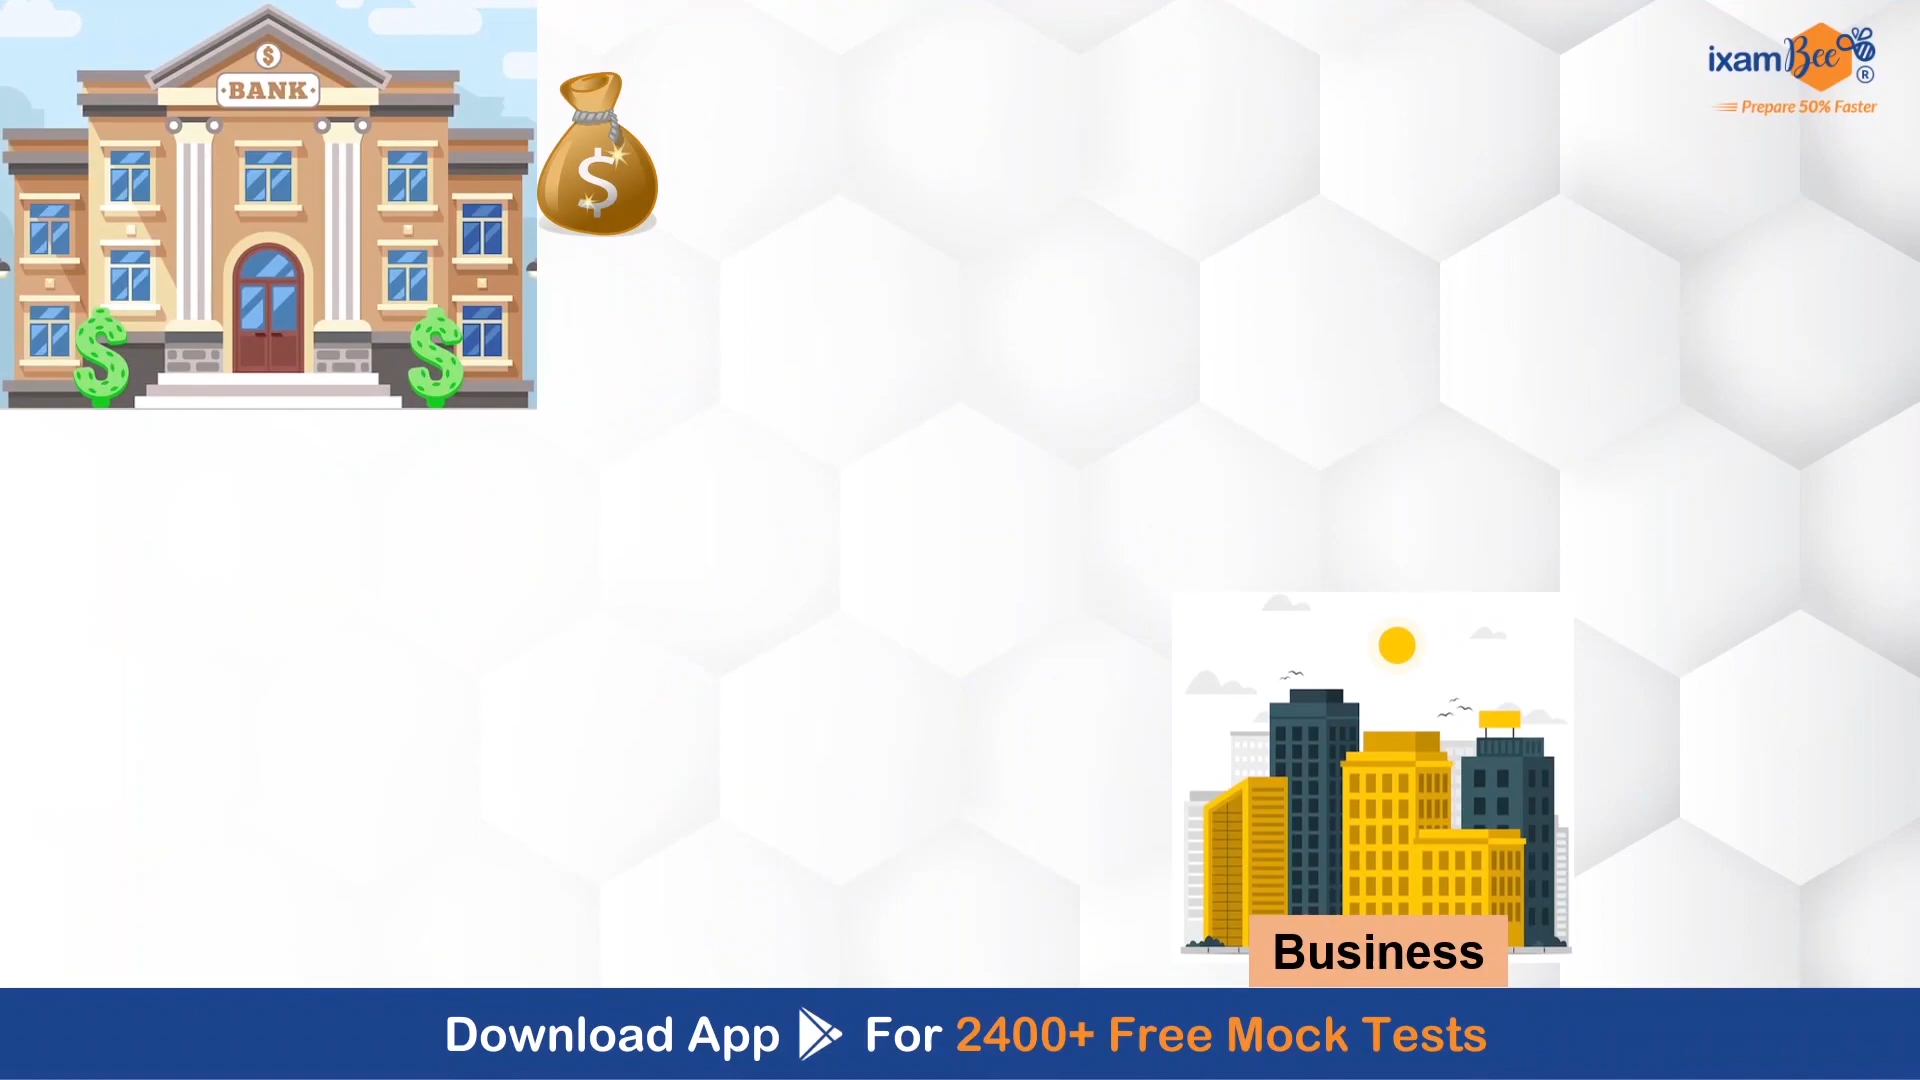 $
·BANK·
$
ixamBee
®
Prepare 50% Faster
Business
Download App For 2400+ Free Mock Tests